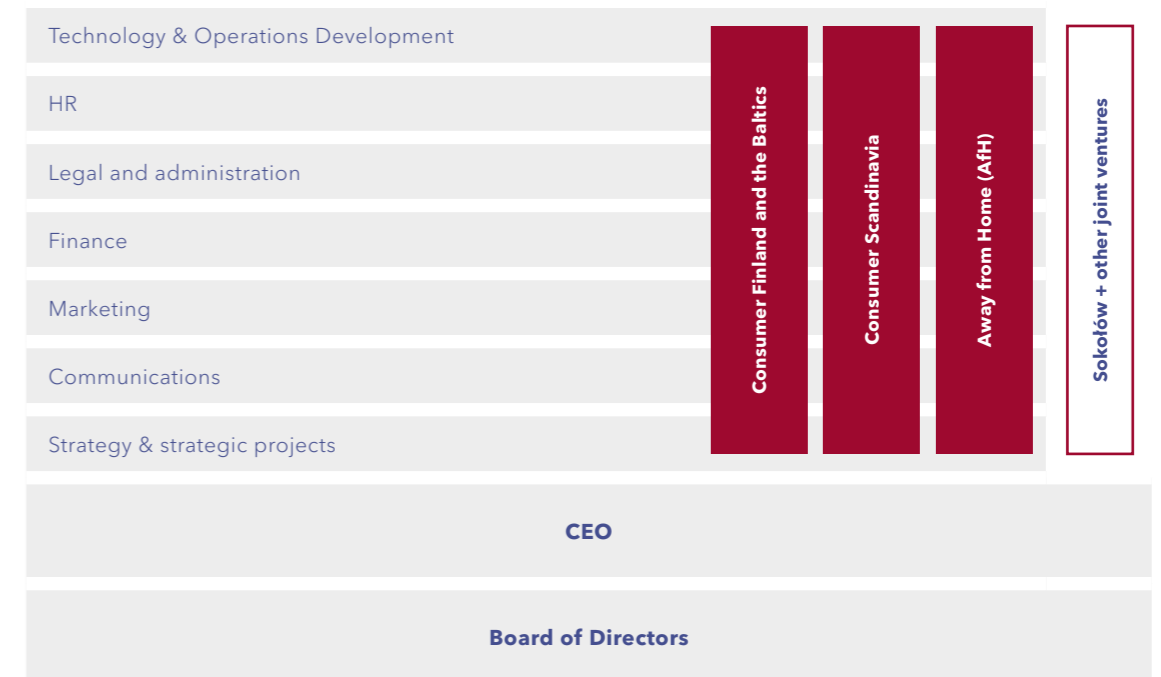 Technology & Operations Development
HR
Legal and administration
Finance
Marketing
Communications
Strategy & strategic projects
Consumer Finland and the Baltics
Consumer Scandinavia
Away from Home (AfH)
Sokołów + other joint ventures
CEO
Board of Directors